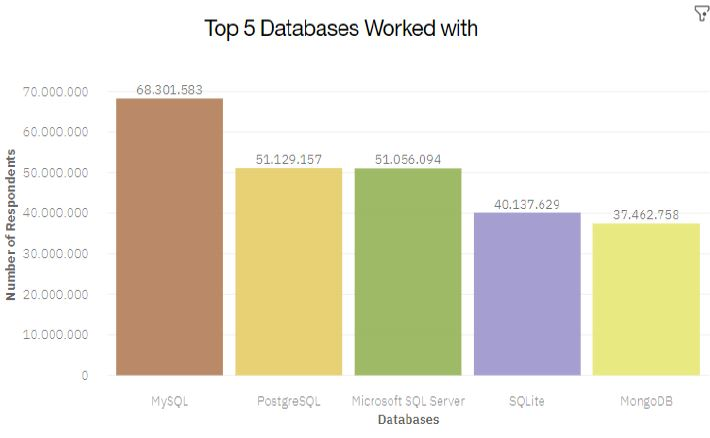 Top 5 Databases Worked with
Number of Respondents
70.000.000
60.000.000
50.000.000
40.000.000
30.000.000
20.000.000
10.000.000
0
68.301.583
51.129.157
51.056.094
40.137.629
37.462.758
MySQL
PostgreSQL
Microsoft SQL Server
SQLite
MongoDB
Databases